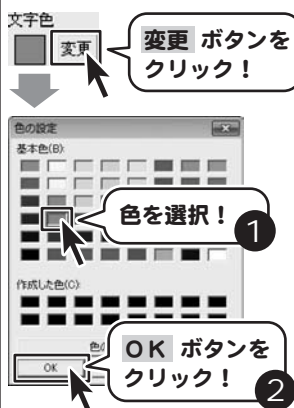 文字色
変更
変更 ボタンを
クリック！
色の設定
基本色(B):
色を選択！
1
作成した色(C):
色の
OK ボタンを
クリック！
2
OK